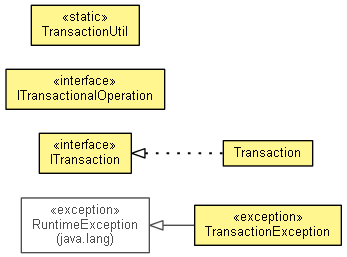 «static»
TransactionUtil
«interface»
ITransactionalOperation
«interface»
ITransaction
Transaction
«exception»
RuntimeException
(java.lang)
«exception»
TransactionException